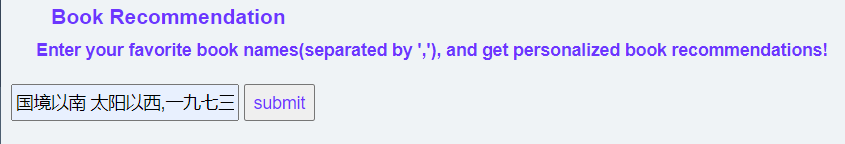 Book Recommendation
Enter your favorite book names(separated by ','), and get personalized book recommendations!
国境以南 太阳以西,一九七三 submit